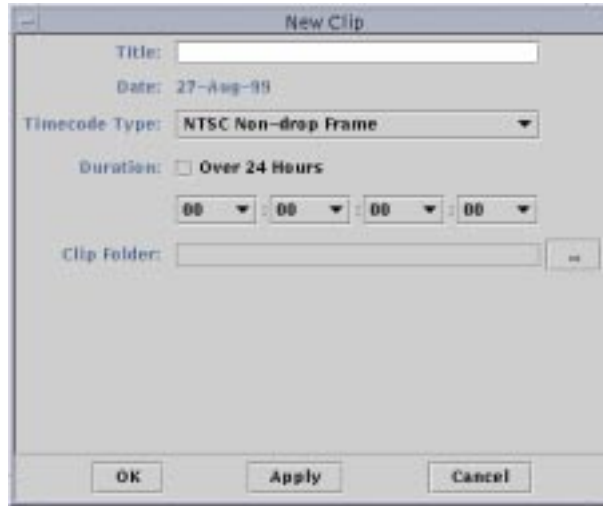 New Clip
Title:
Date: 27-Aug-99
Timecode Type: NTSC Non-drop Frame
Duration: Over 24 Hours
00 : 00 : 00 : 00
Clip Folder: ...
OK Apply Cancel